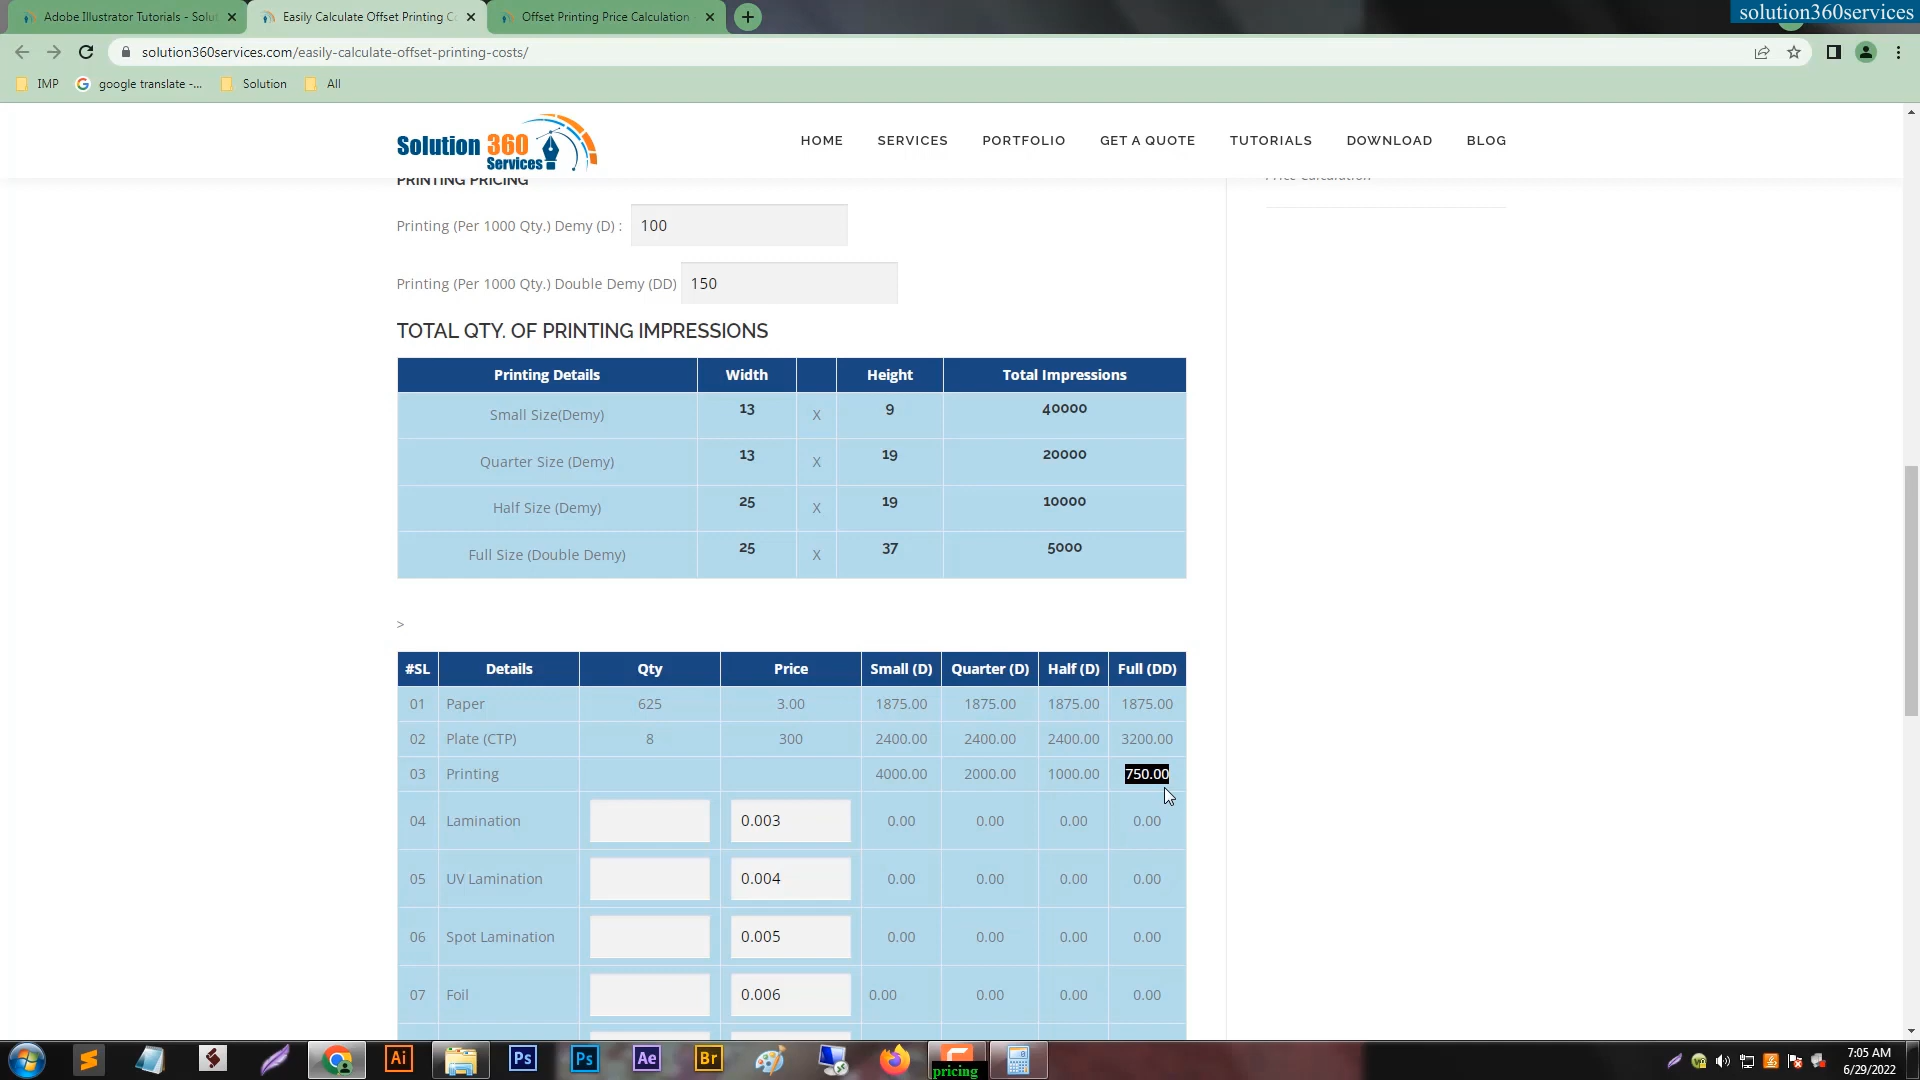 Adobe Illustrator Tutorials - Solut
Easily Calculate Offset Printing Co
Offset Printing Price Calculation
solution360services
solution360services.com/easily-calculate-offset-printing-costs/
IMP
google translate -...
Solution
All
Solution 360
Services
HOME
SERVICES
PORTFOLIO
GET A QUOTE
TUTORIALS
DOWNLOAD
BLOG
PRINTING PRICING
Price Calculation
Printing (Per 1000 Qty.) Demy (D) : 100
Printing (Per 1000 Qty.) Double Demy (DD) 150
TOTAL QTY. OF PRINTING IMPRESSIONS
Printing Details Width Height Total Impressions
Small Size(Demy) 13 X 9 40000
Quarter Size (Demy) 13 X 19 20000
Half Size (Demy) 25 X 19 10000
Full Size (Double Demy) 25 X 37 5000
>
#SL Details Qty Price Small (D) Quarter (D) Half (D) Full (DD)
01 Paper 625 3.00 1875.00 1875.00 1875.00 1875.00
02 Plate (CTP) 8 300 2400.00 2400.00 2400.00 3200.00
03 Printing 4000.00 2000.00 1000.00 750.00
04 Lamination 0.003 0.00 0.00 0.00 0.00
05 UV Lamination 0.004 0.00 0.00 0.00 0.00
06 Spot Lamination 0.005 0.00 0.00 0.00 0.00
07 Foil 0.006 0.00 0.00 0.00 0.00
Ai
Ps
Ps
Ae
Br
pricing
7:05 AM
6/29/2022